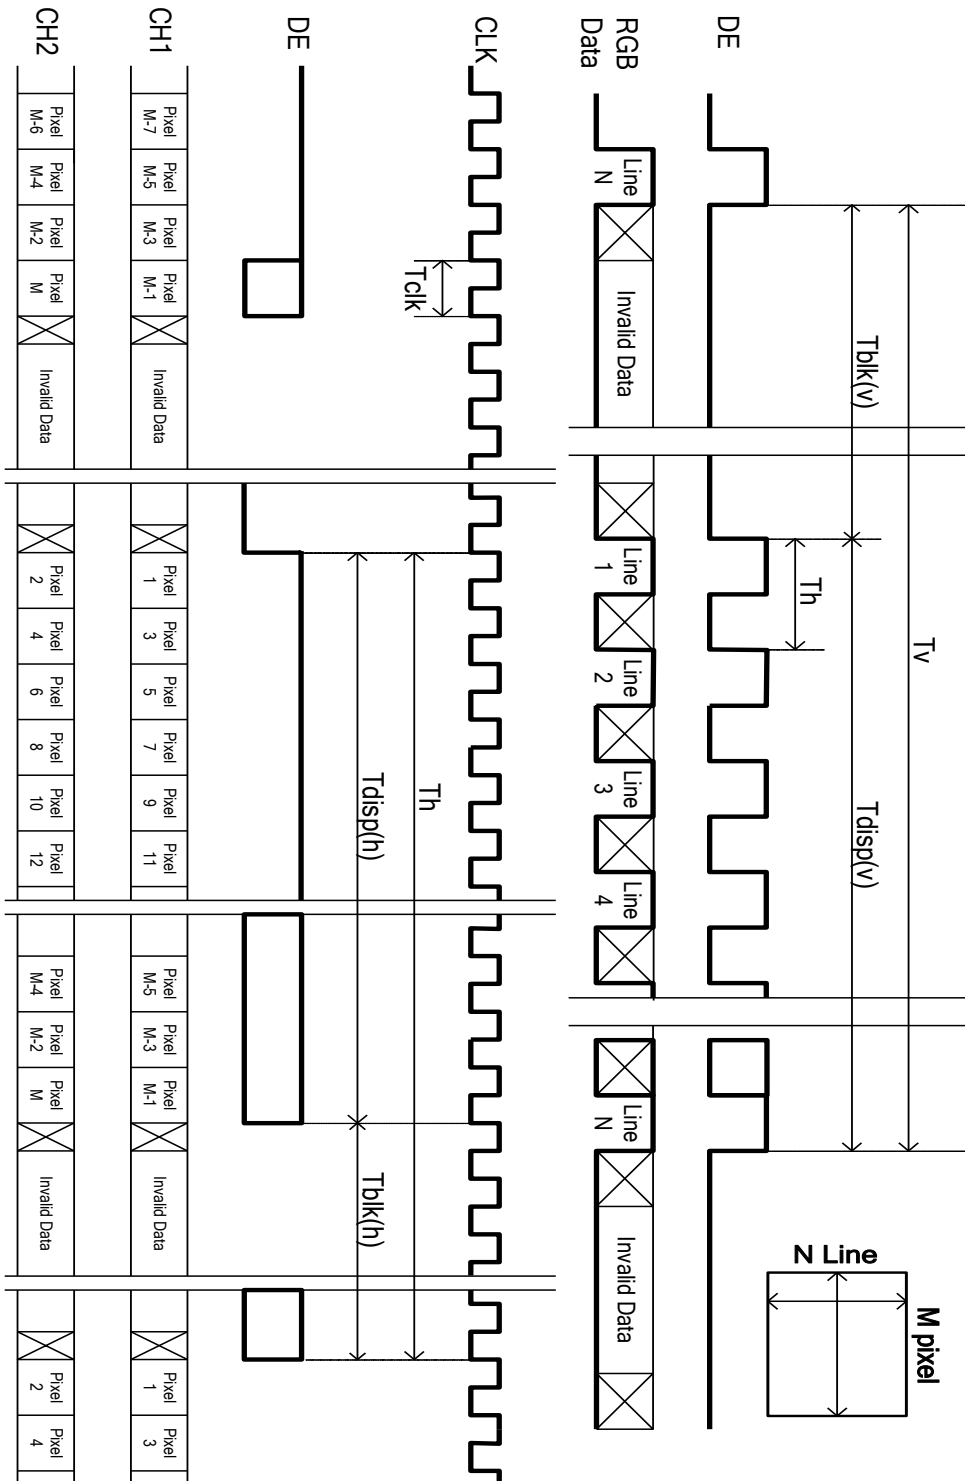 Tv
Tblk(v)
Tdisp(v)
Th
DE
RGB
Data
Line
N
Invalid Data
Line
1
Line
2
Line
3
Line
4
Line
N
Invalid Data
N Line
M pixel
CLK
Tclk
Th
Tdisp(h)
Tblk(h)
DE
CH1
Pixel
M-7
Pixel
M-5
Pixel
M-3
Pixel
M-1
Invalid Data
Pixel
1
Pixel
3
Pixel
5
Pixel
7
Pixel
9
Pixel
11
Pixel
M-5
Pixel
M-3
Pixel
M-1
Invalid Data
Pixel
1
Pixel
3
CH2
Pixel
M-6
Pixel
M-4
Pixel
M-2
Pixel
M
Invalid Data
Pixel
2
Pixel
4
Pixel
6
Pixel
8
Pixel
10
Pixel
12
Pixel
M-4
Pixel
M-2
Pixel
M
Invalid Data
Pixel
2
Pixel
4